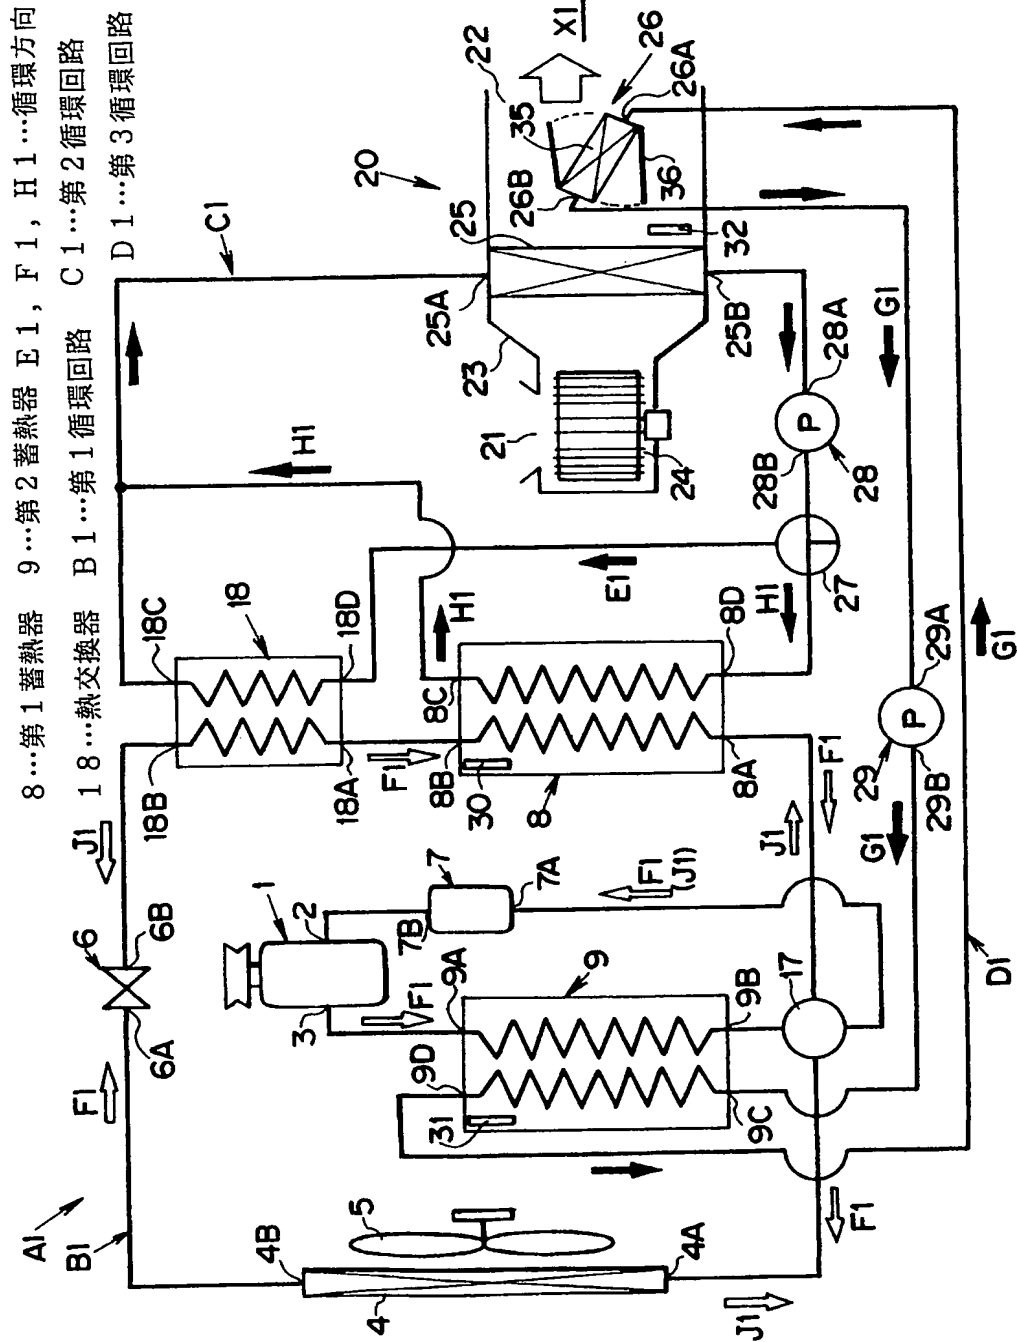 8…第1蓄熱器 9…第2蓄熱器 E1, F1, H1…循環方向
18…熱交換器 B1…第1循環回路 C1…第2循環回路
D1…第3循環回路
A1
B1
C1
D1
X1
E1
F1
F1
F1
F1
F1
F1
(J1)
J1
J1
J1
G1
G1
G1
H1
H1
H1
1
2
3
4
4A
4B
5
6
6A
6B
7
7A
7B
8
8A
8B
8C
8D
9
9A
9B
9C
9D
17
18
18A
18B
18C
18D
20
21
22
23
24
25
25A
25B
26
26A
26B
27
28
28A
28B
P
29
29A
29B
P
30
31
32
35
36